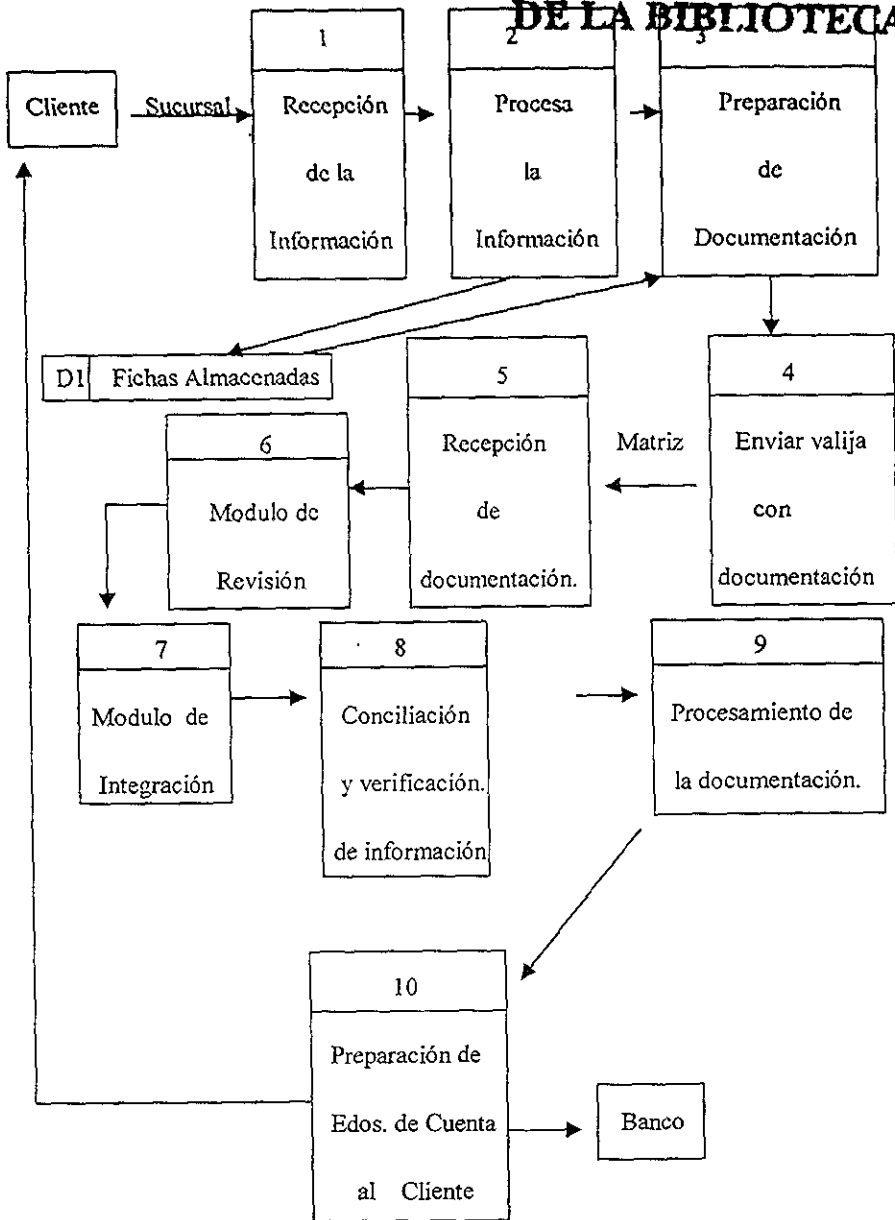 DE LA BIBLIOTECA
1
2
3
Cliente
Sucursal
Recepción
de la
Información
Procesa
la
Información
Preparación
de
Documentación
D1 Fichas Almacenadas
5
4
6
Recepción
de
documentación.
Matriz
Enviar valija
con
documentación
Modulo de
Revisión
7
8
9
Modulo de
Integración
Conciliación
y verificación.
de información
Procesamiento de
la documentación.
10
Preparación de
Edos. de Cuenta
al Cliente
Banco